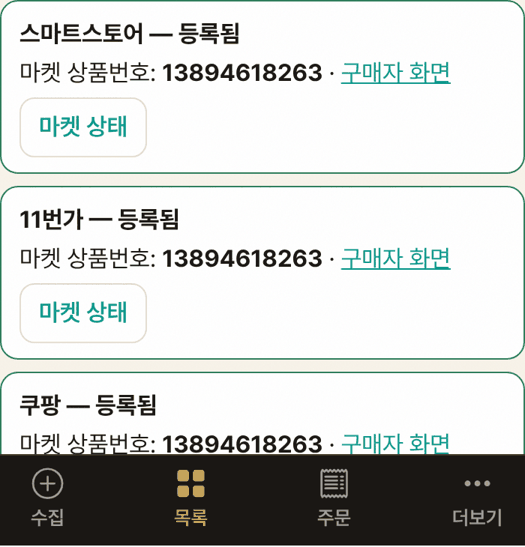 스마트스토어 — 등록됨
마켓 상품번호: 13894618263 · 구매자 화면
마켓 상태
11번가 — 등록됨
마켓 상품번호: 13894618263 · 구매자 화면
마켓 상태
쿠팡 — 등록됨
마켓 상품번호: 13894618263 · 구매자 화면
수집
목록
주문
더보기